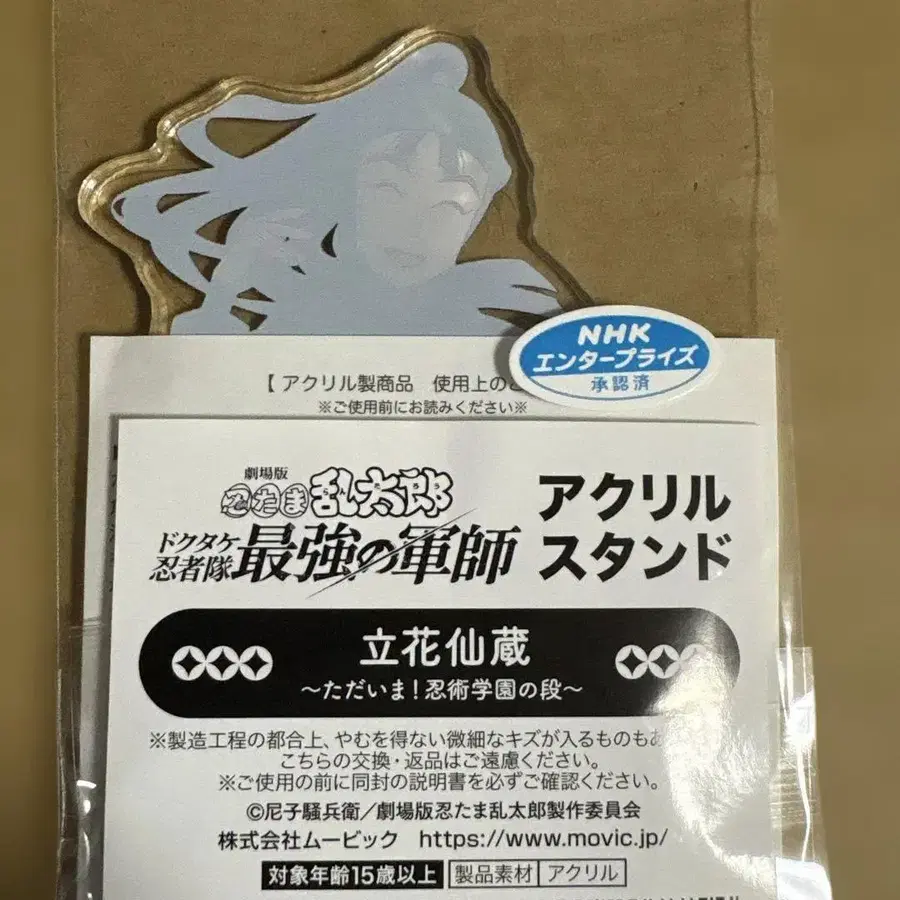 NHK
エンタープライズ
承認済
【 アクリル製商品 使用上のご
※ご使用前にお読みください※
劇場版
忍たま乱太郎
ドクタケ
忍者隊
最強の軍師
アクリル
スタンド
立花仙蔵
〜ただいま!忍術学園の段〜
※製造工程の都合上、やむを得ない微細なキズが入るものもあ
こちらの交換・返品はご遠慮ください。
※ご使用の前に同封の説明書を必ずご確認ください。
©尼子騒兵衛/劇場版忍たま乱太郎製作委員会
株式会社ムービック https://www.movic.jp/
対象年齢15歳以上 製品素材 アクリル